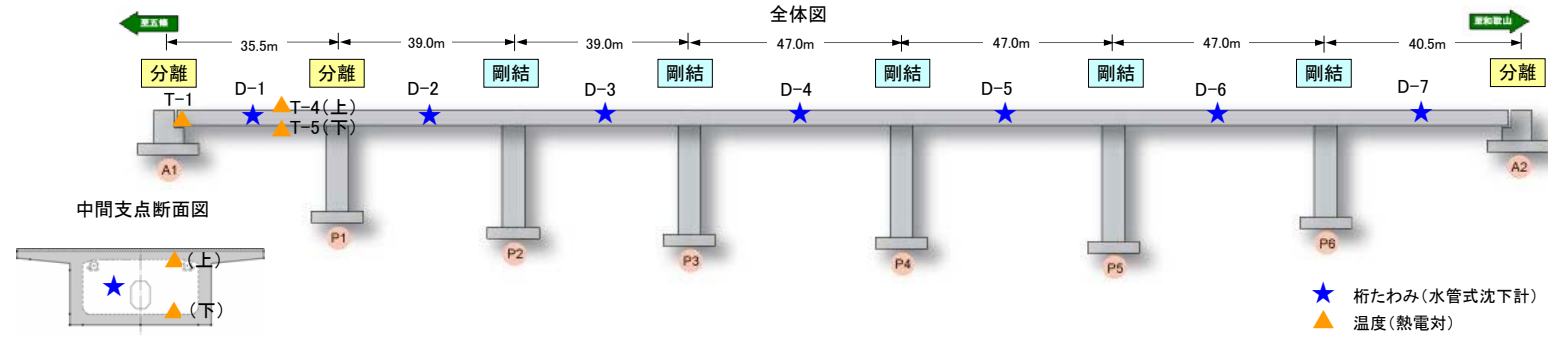 全体図
至五條
至和歌山
35.5m 39.0m 39.0m 47.0m 47.0m 47.0m 40.5m
分離 分離 剛結 剛結 剛結 剛結 剛結 分離
T-1 D-1 D-2 D-3 D-4 D-5 D-6 D-7
T-4(上)
T-5(下)
A1 P1 P2 P3 P4 P5 P6 A2
中間支点断面図
(上)
(下)
桁たわみ(水管式沈下計)
温度(熱電対)